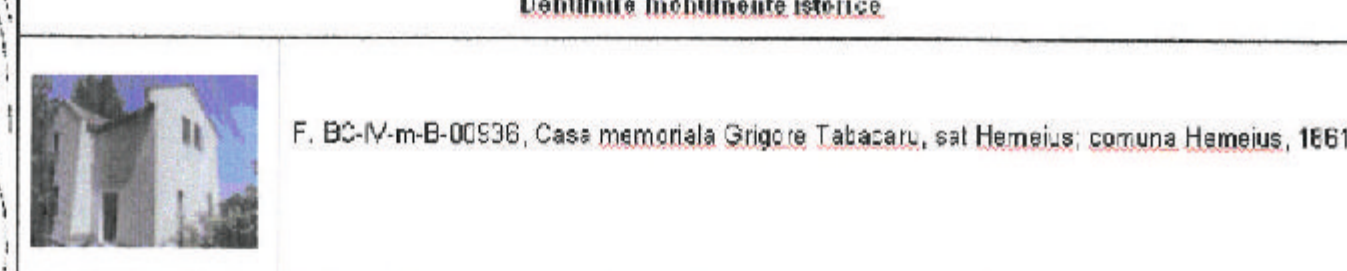 Denumire monumente istorice
F. BC-IV-m-B-00936, Casa memoriala Grigore Tabacaru, sat Hemeius; comuna Hemeius, 1861